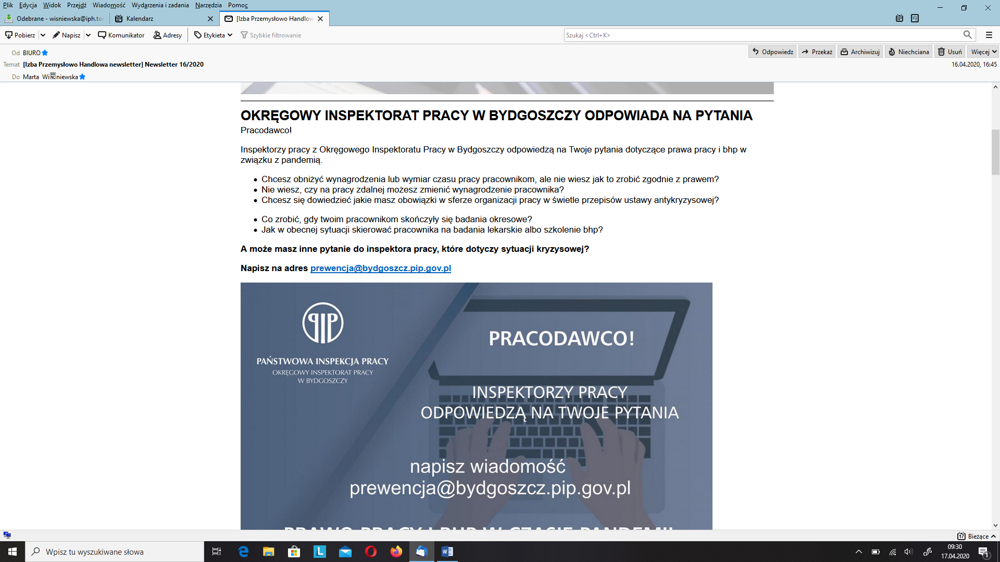 Plik Edycja Widok Przejdź Wiadomość Wydarzenia i zadania Narzędzia Pomoc
Odebrane - wisniewska@iph.tor
Kalendarz
[Izba Przemysłowo Handlow
Pobierz Napisz Komunikator Adresy Etykieta Szybkie filtrowanie
Szukaj <Ctrl+K>
Od BIURO
Odpowiedz Przekaż Archiwizuj Niechciana Usuń Więcej
Temat [Izba Przemysłowo Handlowa newsletter] Newsletter 16/2020
16.04.2020, 16:45
Do Marta Wi niewska
OKRĘGOWY INSPEKTORAT PRACY W BYDGOSZCZY ODPOWIADA NA PYTANIA
Pracodawco!
Inspektorzy pracy z Okręgowego Inspektoratu Pracy w Bydgoszczy odpowiedzą na Twoje pytania dotyczące prawa pracy i bhp w
związku z pandemią.
• Chcesz obniżyć wynagrodzenia lub wymiar czasu pracy pracownikom, ale nie wiesz jak to zrobić zgodnie z prawem?
• Nie wiesz, czy na pracy zdalnej możesz zmienić wynagrodzenie pracownika?
• Chcesz się dowiedzieć jakie masz obowiązki w sferze organizacji pracy w świetle przepisów ustawy antykryzysowej?
• Co zrobić, gdy twoim pracownikom skończyły się badania okresowe?
• Jak w obecnej sytuacji skierować pracownika na badania lekarskie albo szkolenie bhp?
A może masz inne pytanie do inspektora pracy, które dotyczy sytuacji kryzysowej?
Napisz na adres prewencja@bydgoszcz.pip.gov.pl
PIP
PAŃSTWOWA INSPEKCJA PRACY
OKRĘGOWY INSPEKTORAT PRACY
W BYDGOSZCZY
PRACODAWCO!
INSPEKTORZY PRACY
ODPOWIEDZĄ NA TWOJE PYTANIA
napisz wiadomość
prewencja@bydgoszcz.pip.gov.pl
PRAWO PRACY I BHP W CZASIE PANDEMII
17 Bieżące
Wpisz tu wyszukiwane słowa
09:30
17.04.2020
1